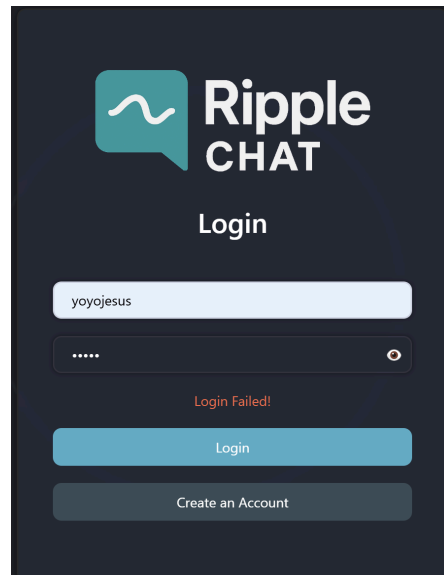 Ripple
CHAT
Login
yoyojesus
•••••
Login Failed!
Login
Create an Account